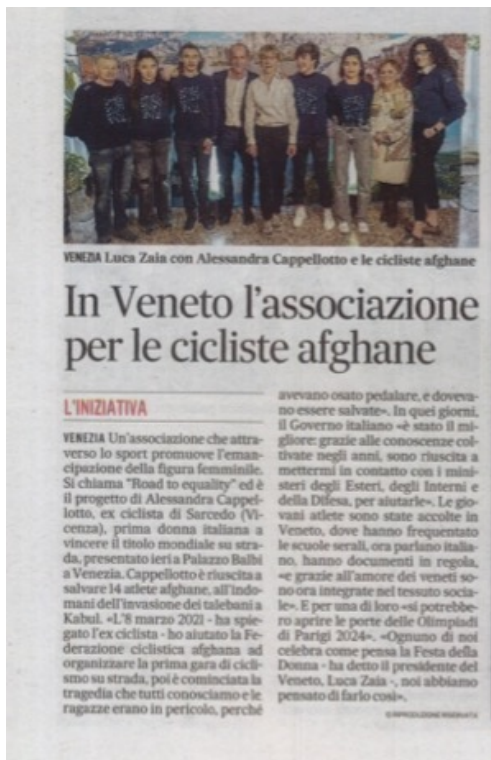 VENEZIA Luca Zaia con Alessandra Cappellotto e le cicliste afghane
In Veneto l'associazione
per le cicliste afghane
L'INIZIATIVA
VENEZIA Un'associazione che attra-
verso lo sport promuove l'eman-
cipazione della figura femminile.
Si chiama "Road to equality" ed è
il progetto di Alessandra Cappel-
lotto, ex ciclista di Sarcedo (Vi-
cenza), prima donna italiana a
vincere il titolo mondiale su stra-
da, presentato ieri a Palazzo Balbi
a Venezia. Cappellotto è riuscita a
salvare 14 atlete afghane, all'indo-
mani dell'invasione dei talebani a
Kabul. «L'8 marzo 2021 - ha spie-
gato l'ex ciclista - ho aiutato la Fe-
derazione ciclistica afghana ad
organizzare la prima gara di cicli-
smo su strada, poi è cominciata la
tragedia che tutti conosciamo e le
ragazze erano in pericolo, perché
avevano osato pedalare, e doveva-
no essere salvate». In quei giorni,
il Governo italiano «è stato il mi-
gliore: grazie alle conoscenze col-
tivate negli anni, sono riuscita a
mettermi in contatto con i mini-
steri degli Esteri, degli Interni e
della Difesa, per aiutarle». Le gio-
vani atlete sono state accolte in
Veneto, dove hanno frequentato
le scuole serali, ora parlano italia-
no, hanno documenti in regola,
«e grazie all'amore dei veneti so-
no ora integrate nel tessuto socia-
le». E per una di loro «si potrebbe-
ro aprire le porte delle Olimpiadi
di Parigi 2024». «Ognuno di noi
celebra come pensa la Festa della
Donna - ha detto il presidente del
Veneto, Luca Zaia -, noi abbiamo
pensato di farlo così».
© RIPRODUZIONE RISERVATA